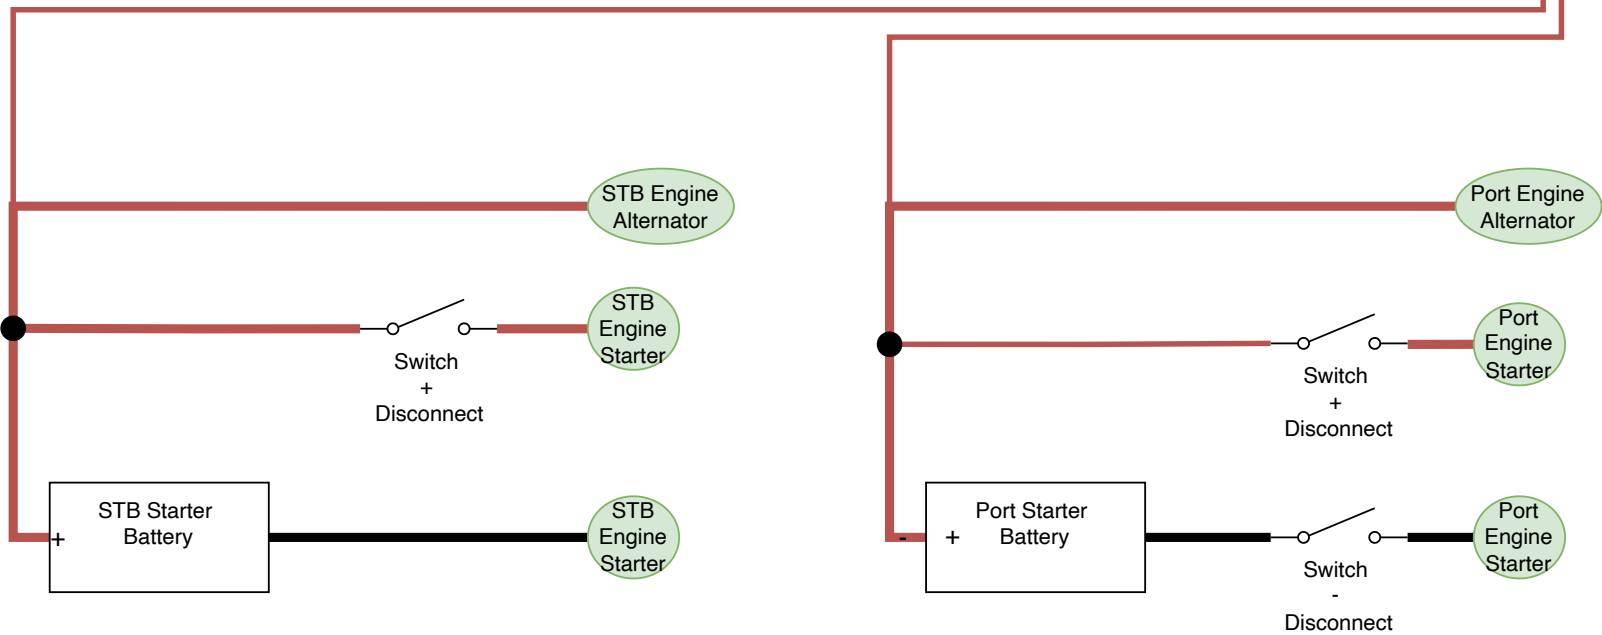 STB Engine
Alternator
Port Engine
Alternator
STB
Engine
Starter
Switch
+
Disconnect
Port
Engine
Starter
Switch
+
Disconnect
+
STB Starter
Battery
STB
Engine
Starter
-
+
Port Starter
Battery
Switch
-
Disconnect
Port
Engine
Starter